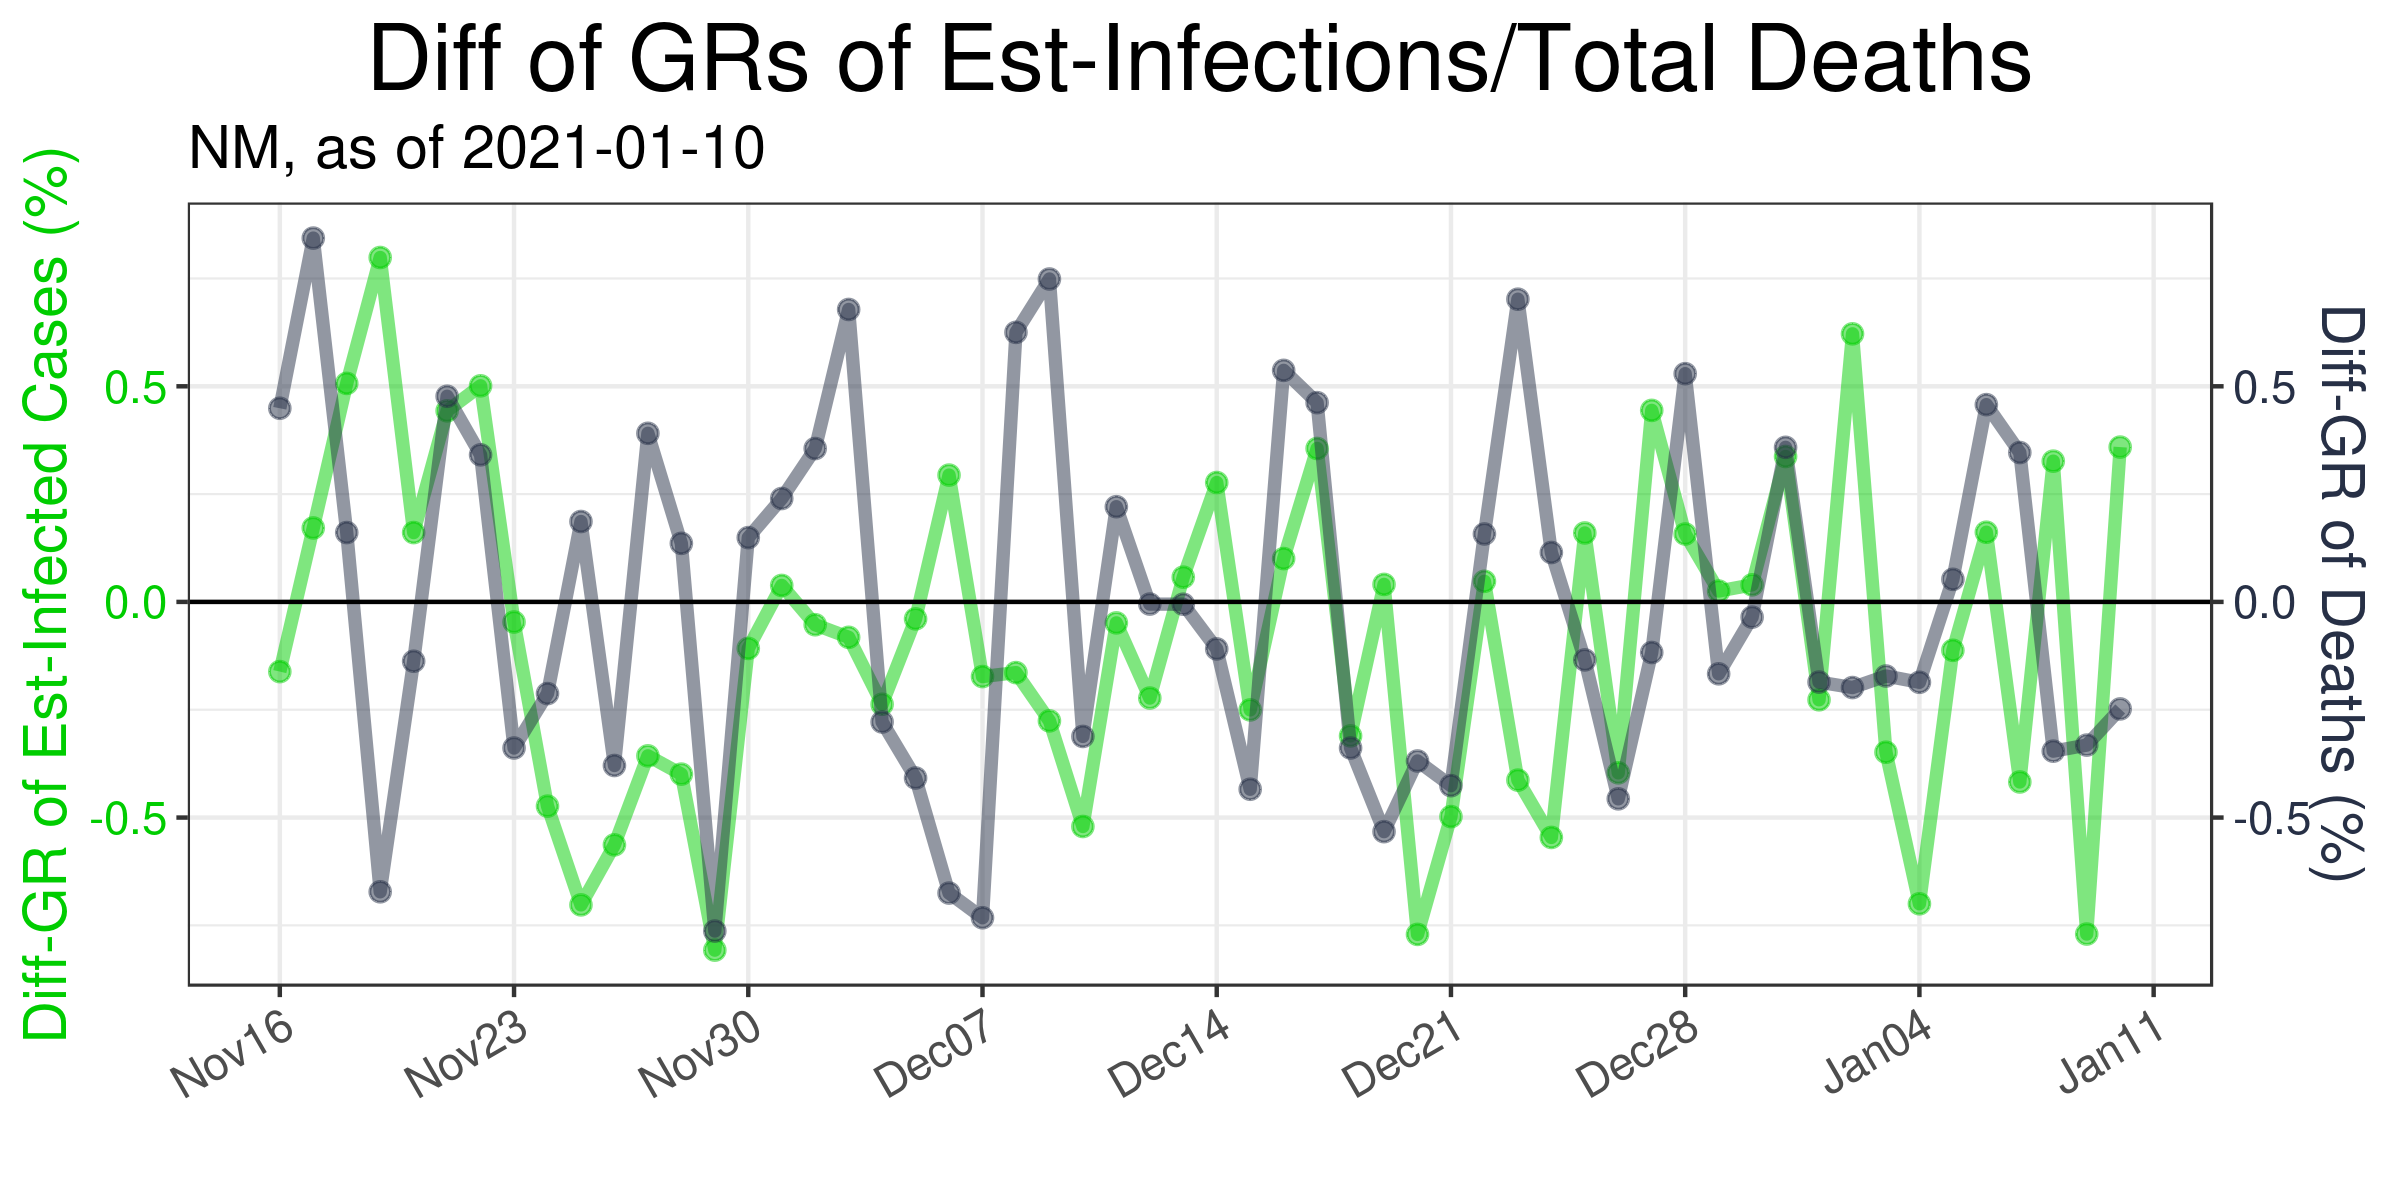 Diff of GRs of Est-Infections/Total Deaths
NM, as of 2021-01-10
Diff-GR of Est-Infected Cases (%)
0.5
0.0
-0.5
0.5
0.0
-0.5
Diff-GR of Deaths (%)
Nov16
Nov23
Nov30
Dec07
Dec14
Dec21
Dec28
Jan04
Jan11